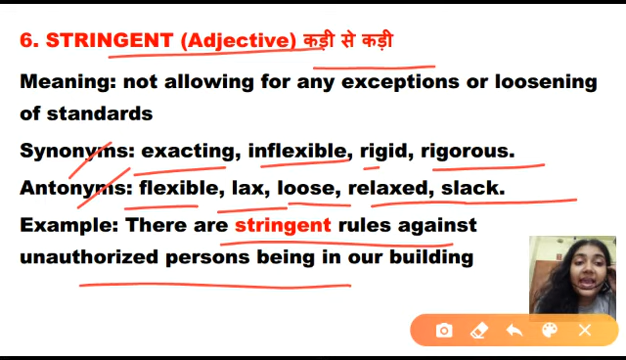 6. STRINGENT (Adjective) कड़ी से कड़ी
Meaning: not allowing for any exceptions or loosening
of standards
Synonyms: exacting, inflexible, rigid, rigorous.
Antonyms: flexible, lax, loose, relaxed, slack.
Example: There are stringent rules against
unauthorized persons being in our building